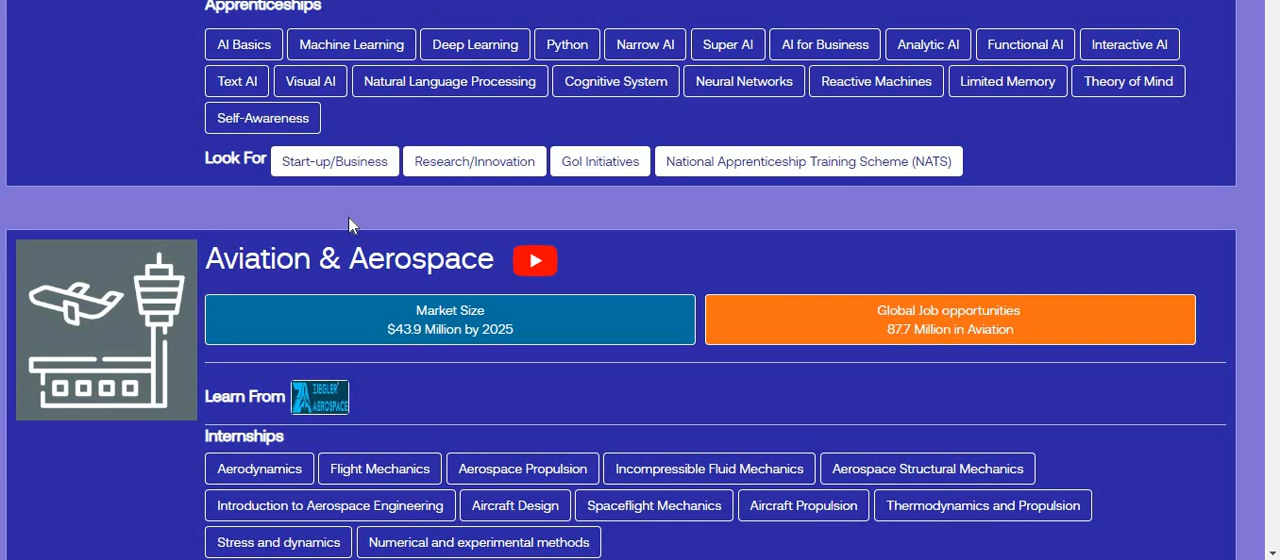 Apprenticeships
AI Basics Machine Learning Deep Learning Python Narrow AI Super AI AI for Business Analytic AI Functional AI Interactive AI
Text AI Visual AI Natural Language Processing Cognitive System Neural Networks Reactive Machines Limited Memory Theory of Mind
Self-Awareness
Look For Start-up/Business Research/Innovation GoI Initiatives National Apprenticeship Training Scheme (NATS)
Aviation & Aerospace
Market Size
$43.9 Million by 2025
Global Job opportunities
87.7 Million in Aviation
Learn From
ZIEGLER
AEROSPACE
Internships
Aerodynamics Flight Mechanics Aerospace Propulsion Incompressible Fluid Mechanics Aerospace Structural Mechanics
Introduction to Aerospace Engineering Aircraft Design Spaceflight Mechanics Aircraft Propulsion Thermodynamics and Propulsion
Stress and dynamics Numerical and experimental methods